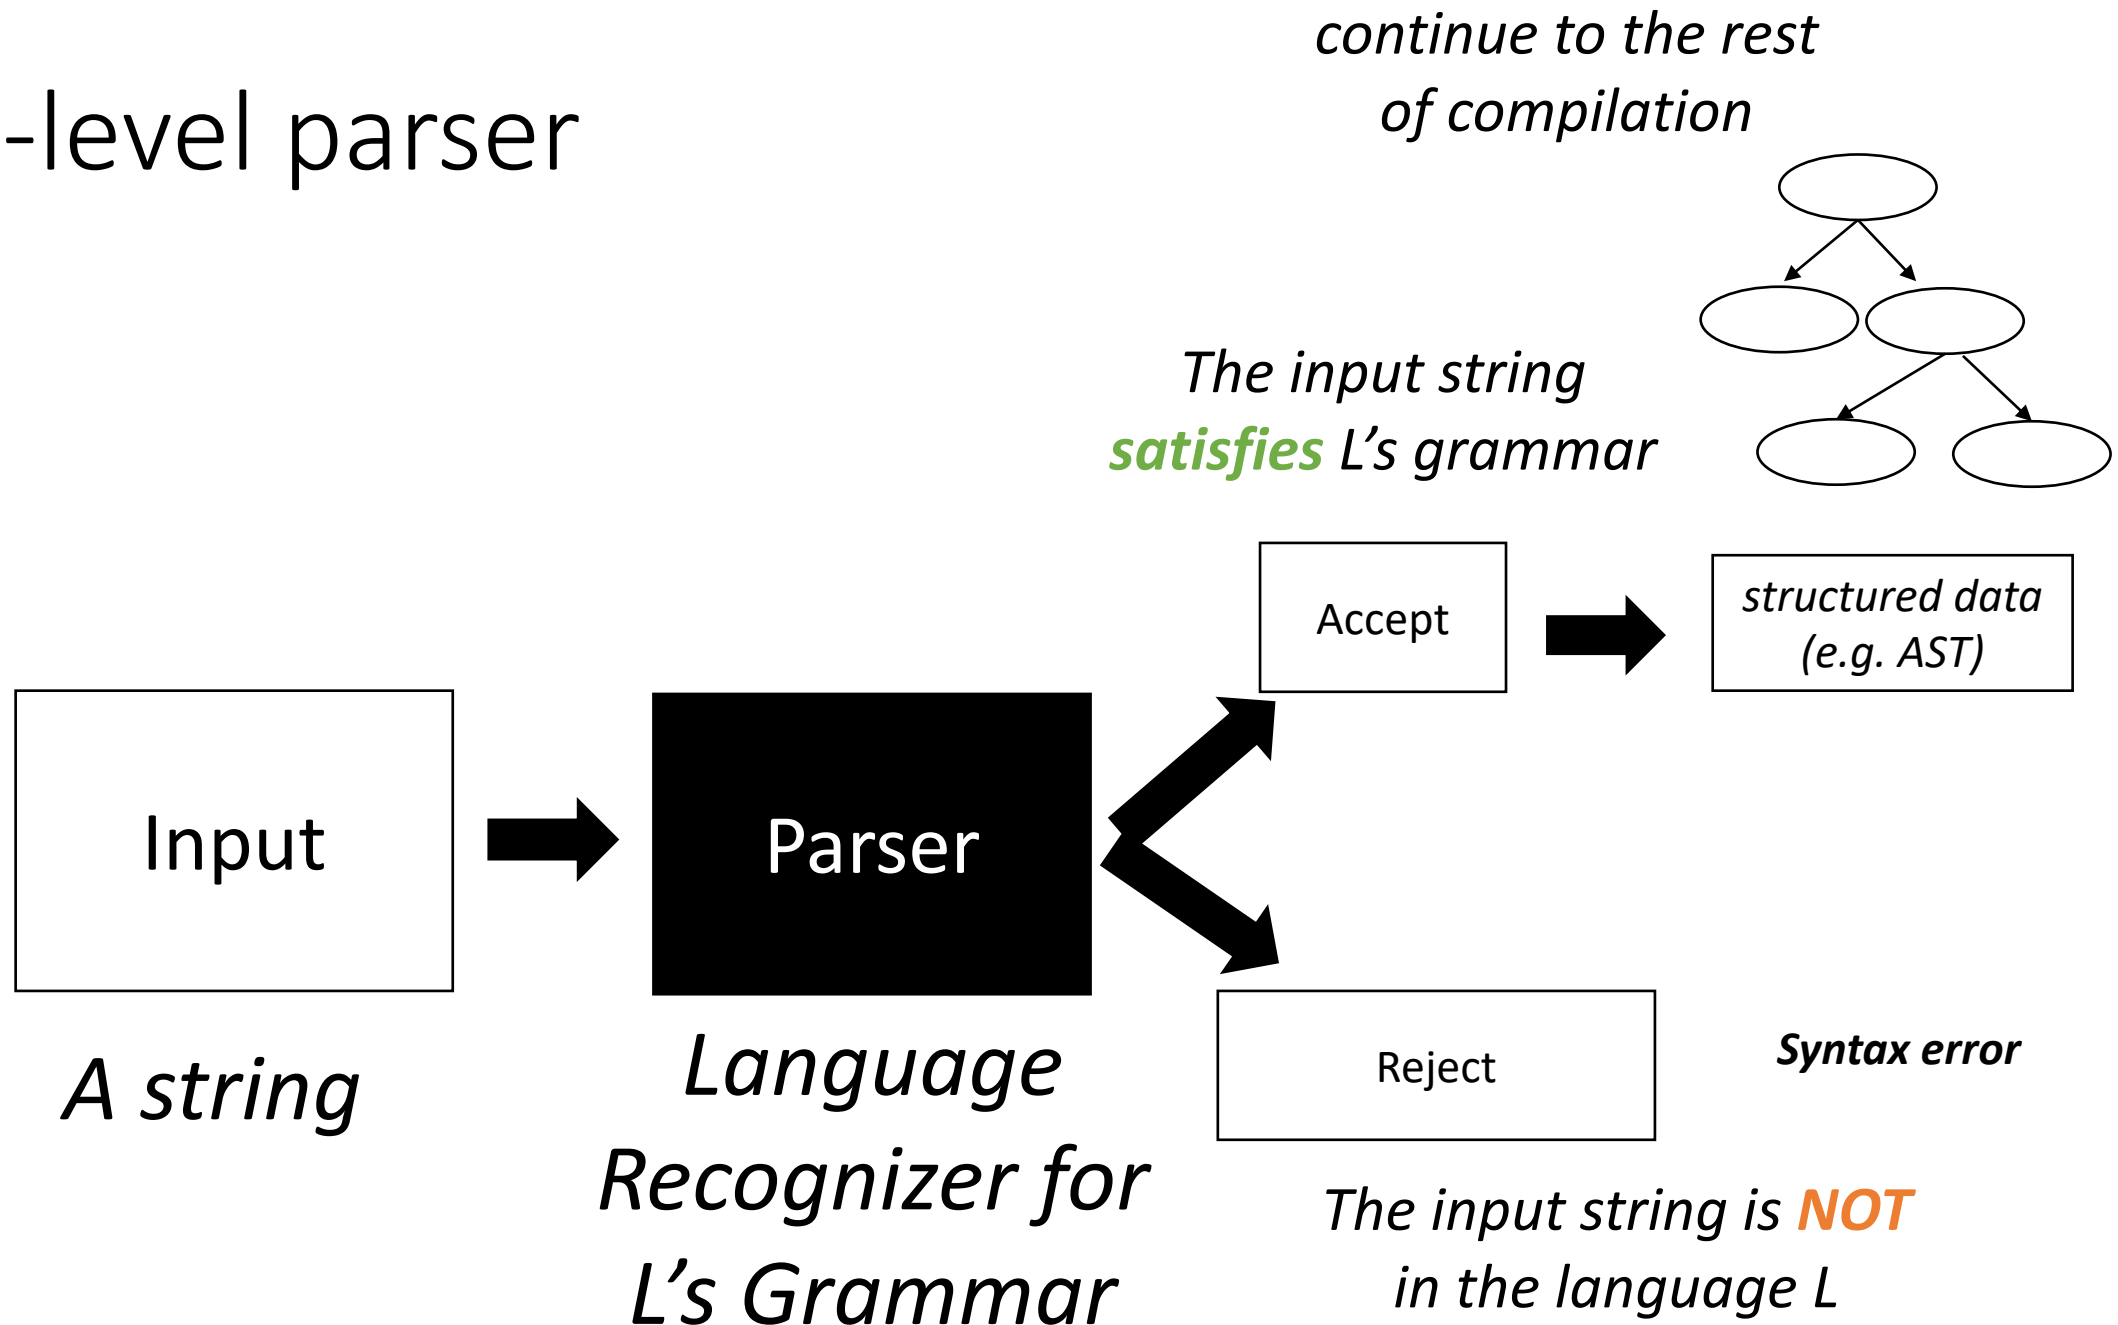 -level parser
continue to the rest
of compilation
The input string
satisfies L’s grammar
Accept
structured data
(e.g. AST)
Input
Parser
A string
Language
Recognizer for
L’s Grammar
Reject
Syntax error
The input string is NOT
in the language L